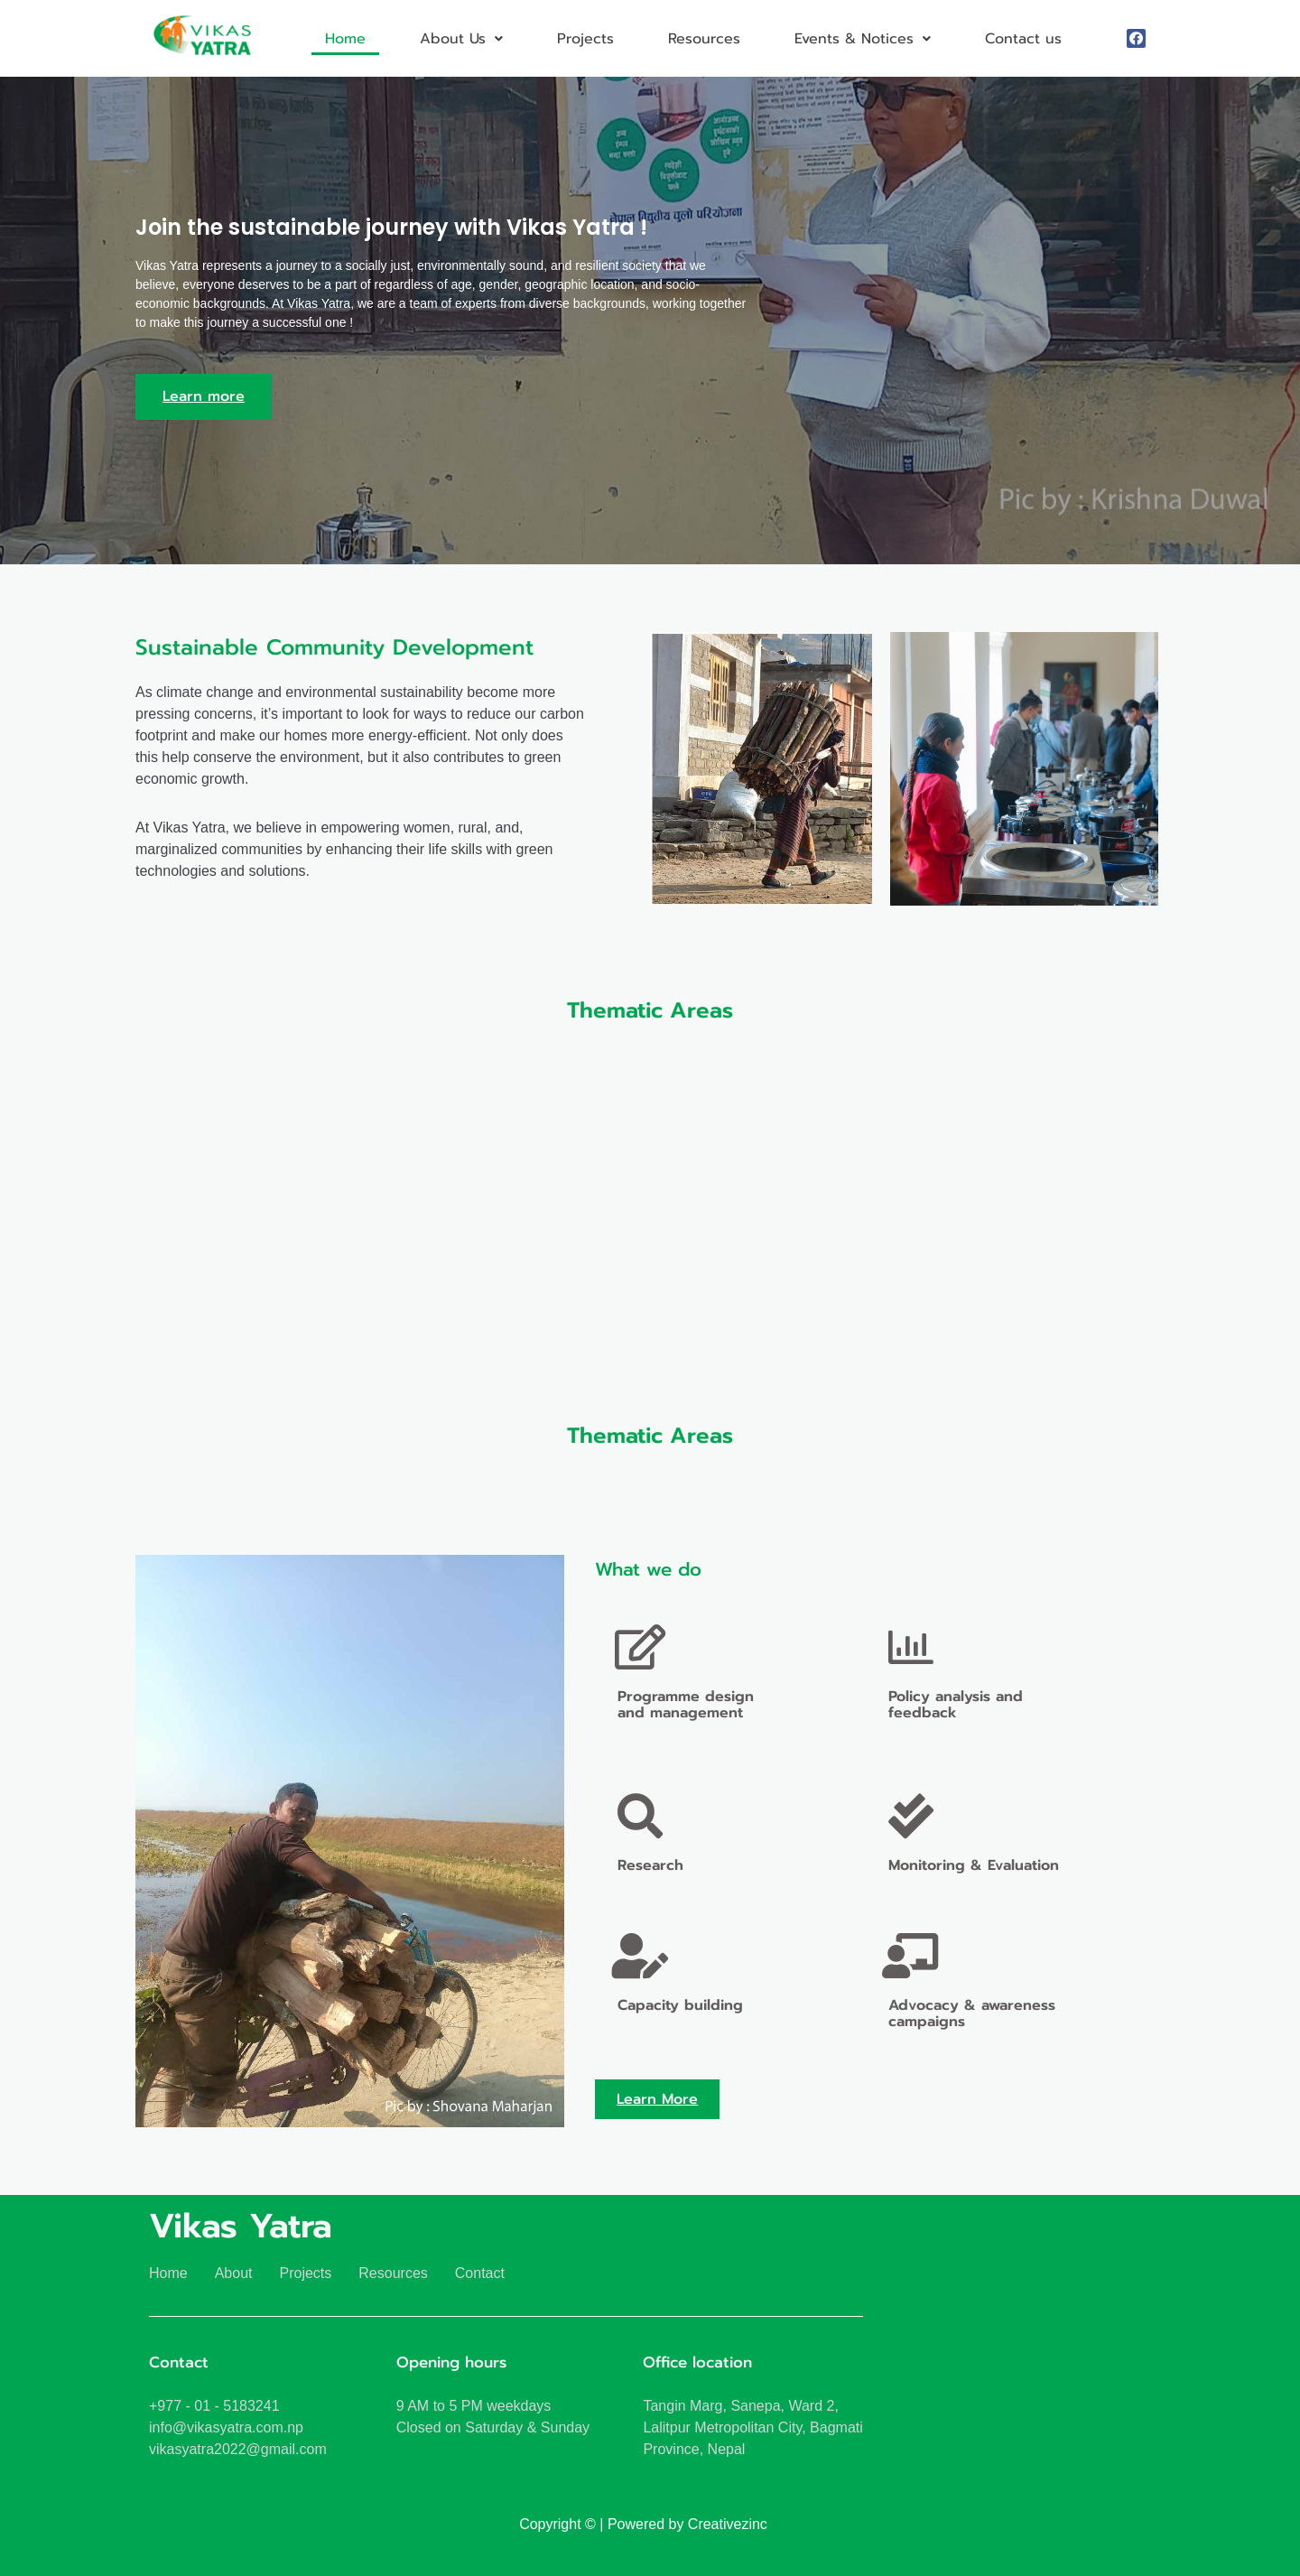 VIKAS
YATRA
Home
About Us
Projects
Resources
Events & Notices
Contact us
नेपाल विद्युतीय चुलो परियोजना
Join the sustainable journey with Vikas Yatra !
Vikas Yatra represents a journey to a socially just, environmentally sound, and resilient society that we
believe, everyone deserves to be a part of regardless of age, gender, geographic location, and socio-
economic backgrounds. At Vikas Yatra, we are a team of experts from diverse backgrounds, working together
to make this journey a successful one !
Learn more
Pic by : Krishna Duwal
Sustainable Community Development
As climate change and environmental sustainability become more
pressing concerns, it’s important to look for ways to reduce our carbon
footprint and make our homes more energy-efficient. Not only does
this help conserve the environment, but it also contributes to green
economic growth.
At Vikas Yatra, we believe in empowering women, rural, and,
marginalized communities by enhancing their life skills with green
technologies and solutions.
Thematic Areas
Thematic Areas
What we do
Programme design
and management
Policy analysis and
feedback
Research
Monitoring & Evaluation
Capacity building
Advocacy & awareness
campaigns
Pic by : Shovana Maharjan
Learn More
Vikas Yatra
Home
About
Projects
Resources
Contact
Contact
+977 - 01 - 5183241
info@vikasyatra.com.np
vikasyatra2022@gmail.com
Opening hours
9 AM to 5 PM weekdays
Closed on Saturday & Sunday
Office location
Tangin Marg, Sanepa, Ward 2,
Lalitpur Metropolitan City, Bagmati
Province, Nepal
Copyright © | Powered by Creativezinc